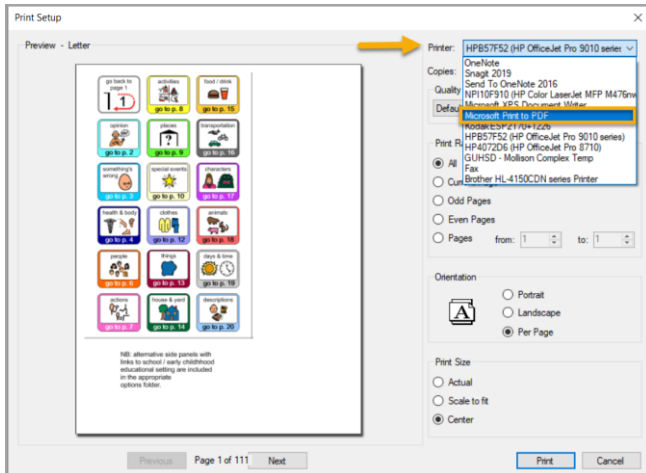 Print Setup
Preview - Letter
go back to
page 1
activities
go to p. 8
food / drink
go to p. 15
opinion
go to p. 2
places
go to p. 9
transportation
go to p. 16
something's
wrong
go to p. 3
special events
go to p. 10
characters
go to p. 17
health & body
go to p. 4
clothes
go to p. 12
animals
go to p. 18
people
go to p. 6
things
go to p. 13
days & time
go to p. 19
actions
go to p. 7
house & yard
go to p. 14
descriptions
go to p. 20
NB: alternative side panels with
links to school / early childhhood
educational setting are included
in the appropriate
options folder.
Previous
Page 1 of 111
Next
Printer:
HPB57F52 (HP OfficeJet Pro 9010 series
OneNote
Snagit 2019
Send To OneNote 2016
NPI10F910 (HP Color LaserJet MFP M476nw
Microsoft XPS Document Writer
Microsoft Print to PDF
HPB57F52 (HP OfficeJet Pro 9010 series)
HP4072D6 (HP OfficeJet Pro 8710)
GUHSD - Mollison Complex Temp
Fax
Brother HL-4150CDN series Printer
Copies:
Quality
Print Ra
All
Odd Pages
Even Pages
Pages
from: 1
to: 1
Orientation
Portrait
Landscape
Per Page
Print Size
Actual
Scale to fit
Center
Print
Cancel